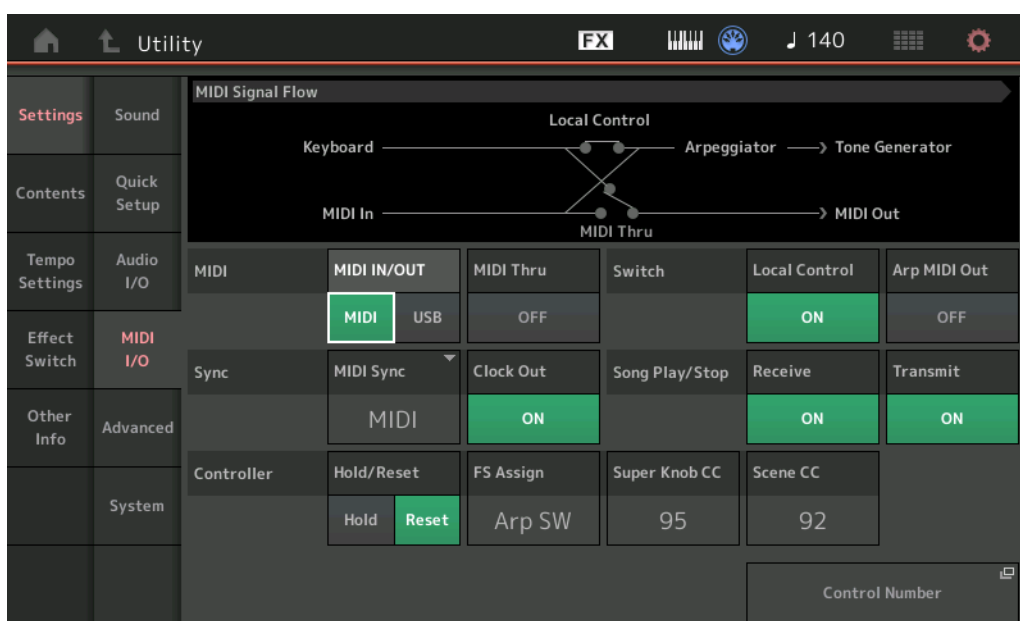 Utility
FX
♩ 140
Settings
Sound
Contents
Quick
Setup
Tempo
Settings
Audio
I/O
Effect
Switch
MIDI
I/O
Other
Info
Advanced
System
MIDI Signal Flow
Local Control
Keyboard
Arpeggiator
Tone Generator
MIDI In
MIDI Out
MIDI Thru
MIDI
MIDI IN/OUT
MIDI Thru
Switch
Local Control
Arp MIDI Out
MIDI
USB
OFF
ON
OFF
Sync
MIDI Sync
Clock Out
Song Play/Stop
Receive
Transmit
MIDI
ON
ON
ON
Controller
Hold/Reset
FS Assign
Super Knob CC
Scene CC
Hold
Reset
Arp SW
95
92
Control Number